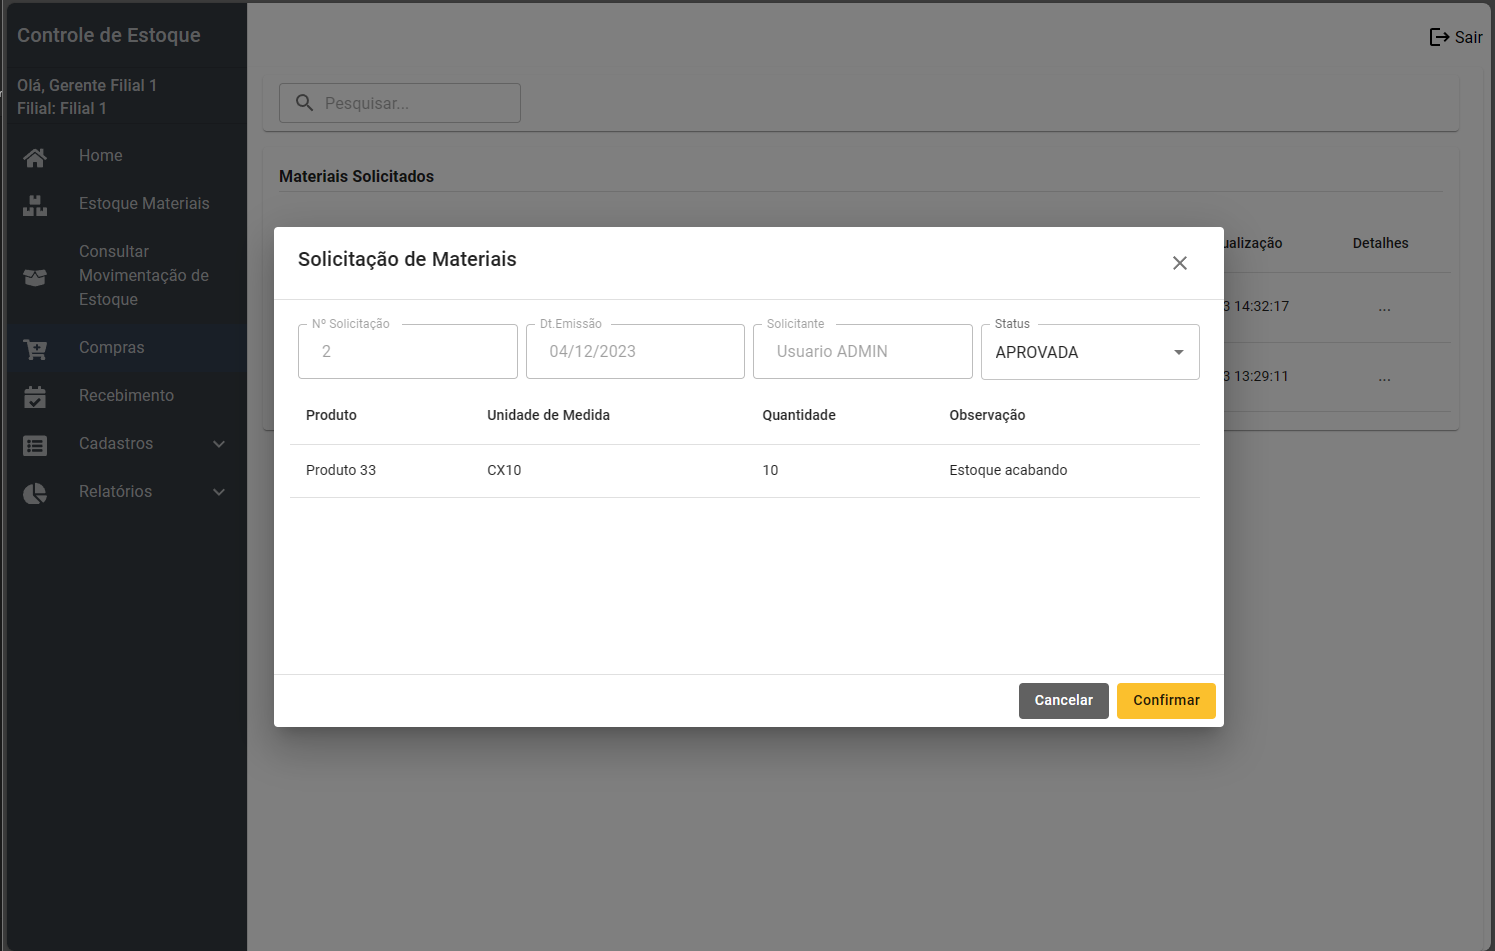 Controle de Estoque
Sair
Olá, Gerente Filial 1
Filial: Filial 1
Pesquisar...
Home
Estoque Materiais
Consultar
Movimentação de
Estoque
Compras
Recebimento
Cadastros
Relatórios
Materiais Solicitados
Detalhes
14:32:17 ...
13:29:11 ...
Solicitação de Materiais
Nº Solicitação Dt.Emissão Solicitante Status
2 04/12/2023 Usuario ADMIN APROVADA
Produto Unidade de Medida Quantidade Observação
Produto 33 CX10 10 Estoque acabando
Cancelar Confirmar